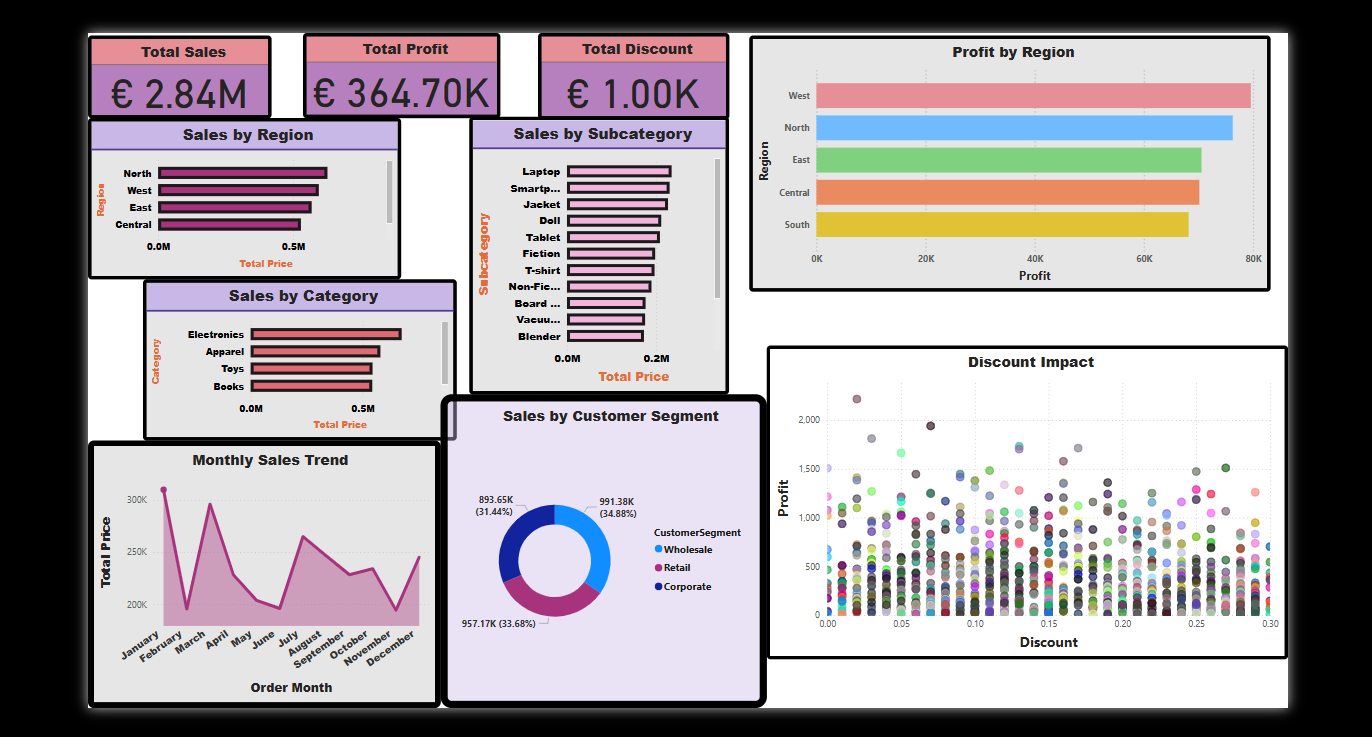 Total Sales
€ 2.84M
Total Profit
€ 364.70K
Total Discount
€ 1.00K
Sales by Region
Region
North
West
East
Central
0.0M 0.5M
Total Price
Sales by Subcategory
Subcategory
Laptop
Smartp...
Jacket
Doll
Tablet
Fiction
T-shirt
Non-Fic...
Board ...
Vacuu...
Blender
0.0M 0.2M
Total Price
Profit by Region
Region
West
North
East
Central
South
0K 20K 40K 60K 80K
Profit
Sales by Category
Category
Electronics
Apparel
Toys
Books
0.0M 0.5M
Total Price
Monthly Sales Trend
Total Price
300K
250K
200K
January
February
March
April
May
June
July
August
September
October
November
December
Order Month
Sales by Customer Segment
893.65K
(31.44%)
991.38K
(34.88%)
957.17K (33.68%)
CustomerSegment
Wholesale
Retail
Corporate
Discount Impact
Profit
2,000
1,500
1,000
500
0
0.00 0.05 0.10 0.15 0.20 0.25 0.30
Discount